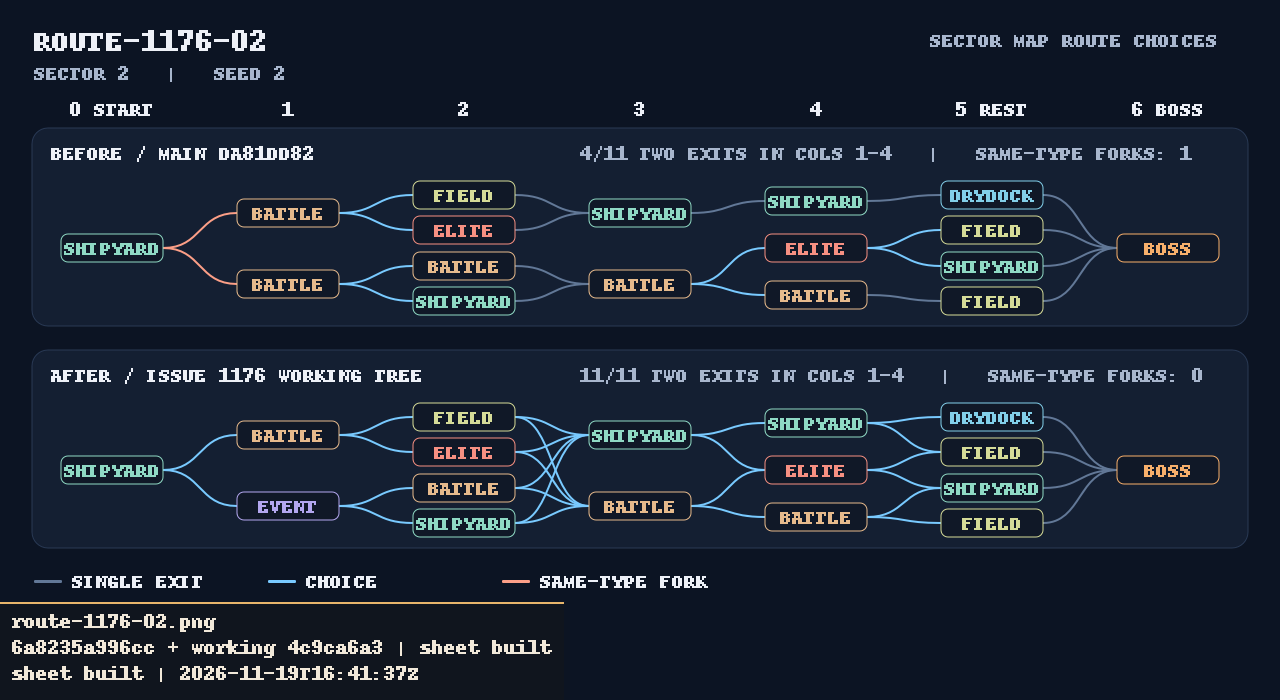 ROUTE-1176-02
SECTOR MAP ROUTE CHOICES
SECTOR 2 | SEED 2
0 START 1 2 3 4 5 REST 6 BOSS
BEFORE / MAIN DA81DD82 4/11 TWO EXITS IN COLS 1-4 | SAME-TYPE FORKS: 1
FIELD DRYDOCK
SHIPYARD
BATTLE SHIPYARD
ELITE FIELD
SHIPYARD ELITE BOSS
BATTLE SHIPYARD
BATTLE BATTLE
BATTLE
SHIPYARD FIELD
AFTER / ISSUE 1176 WORKING TREE 11/11 TWO EXITS IN COLS 1-4 | SAME-TYPE FORKS: 0
FIELD DRYDOCK
SHIPYARD
BATTLE SHIPYARD
ELITE FIELD
SHIPYARD ELITE BOSS
BATTLE SHIPYARD
EVENT BATTLE
BATTLE
SHIPYARD FIELD
SINGLE EXIT CHOICE SAME-TYPE FORK
route-1176-02.png
6a8235a996cc + working 4c9ca6a3 | sheet built
sheet built | 2026-11-19T16:41:37z